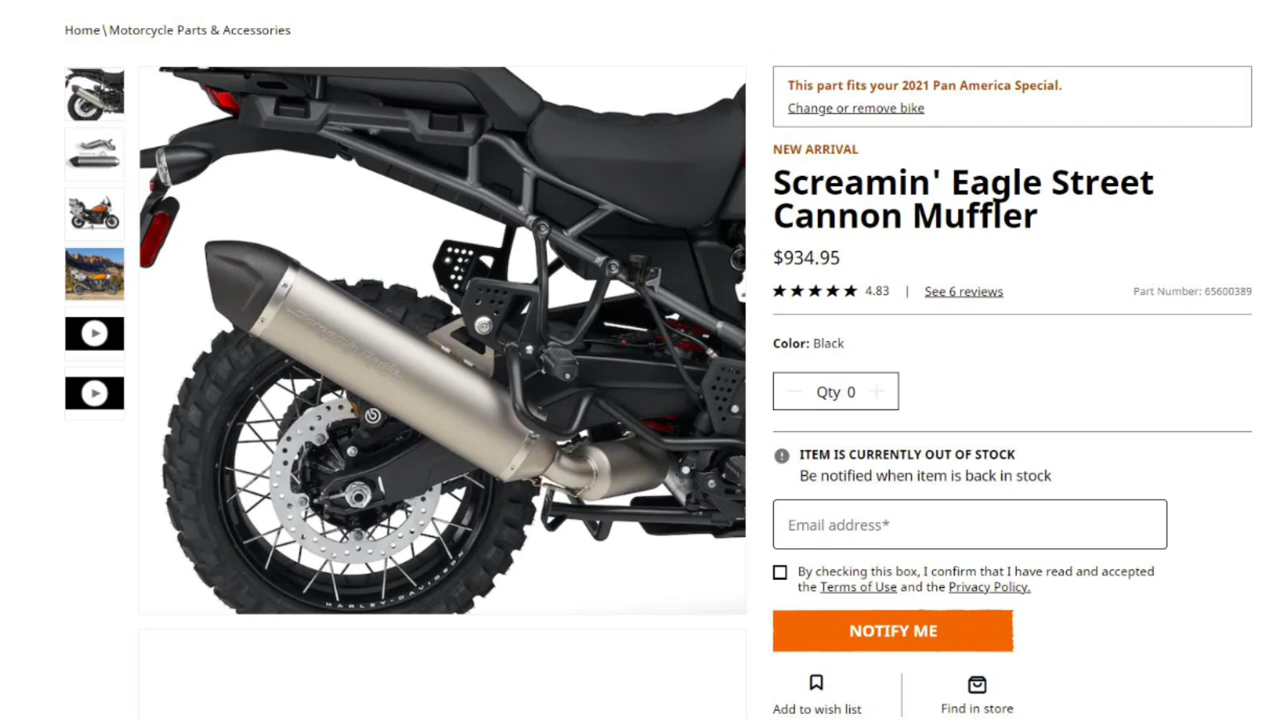 Home \ Motorcycle Parts & Accessories
This part fits your 2021 Pan America Special.
Change or remove bike
NEW ARRIVAL
Screamin' Eagle Street
Cannon Muffler
$934.95
4.83 | See 6 reviews
Part Number: 65600389
Color: Black
Qty 0
ITEM IS CURRENTLY OUT OF STOCK
Be notified when item is back in stock
Email address*
By checking this box, I confirm that I have read and accepted
the Terms of Use and the Privacy Policy.
NOTIFY ME
Add to wish list
Find in store
Screamin' Eagle
HARLEY-DAVIDSON